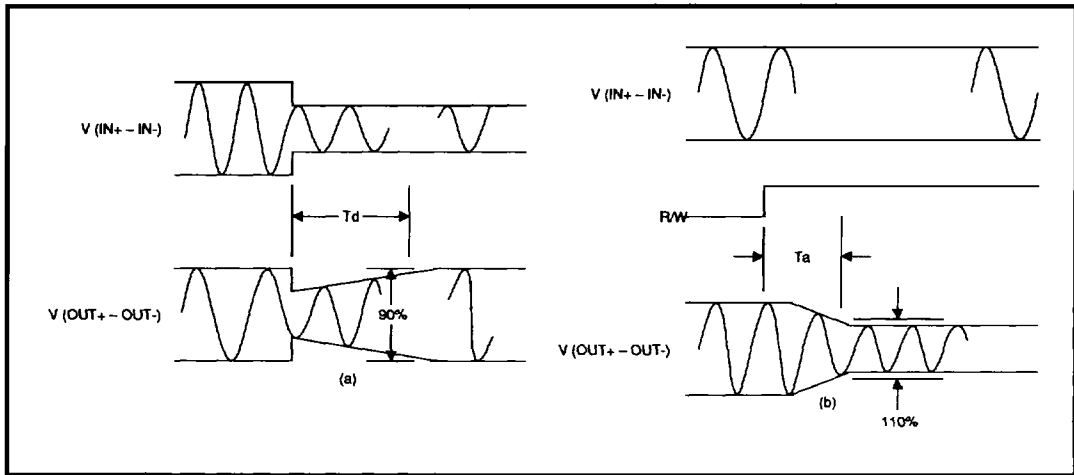 V (IN+ – IN-)
Td
V (OUT+ – OUT-)
90%
(a)
V (IN+ – IN-)
R/W
Ta
V (OUT+ – OUT-)
(b)
110%